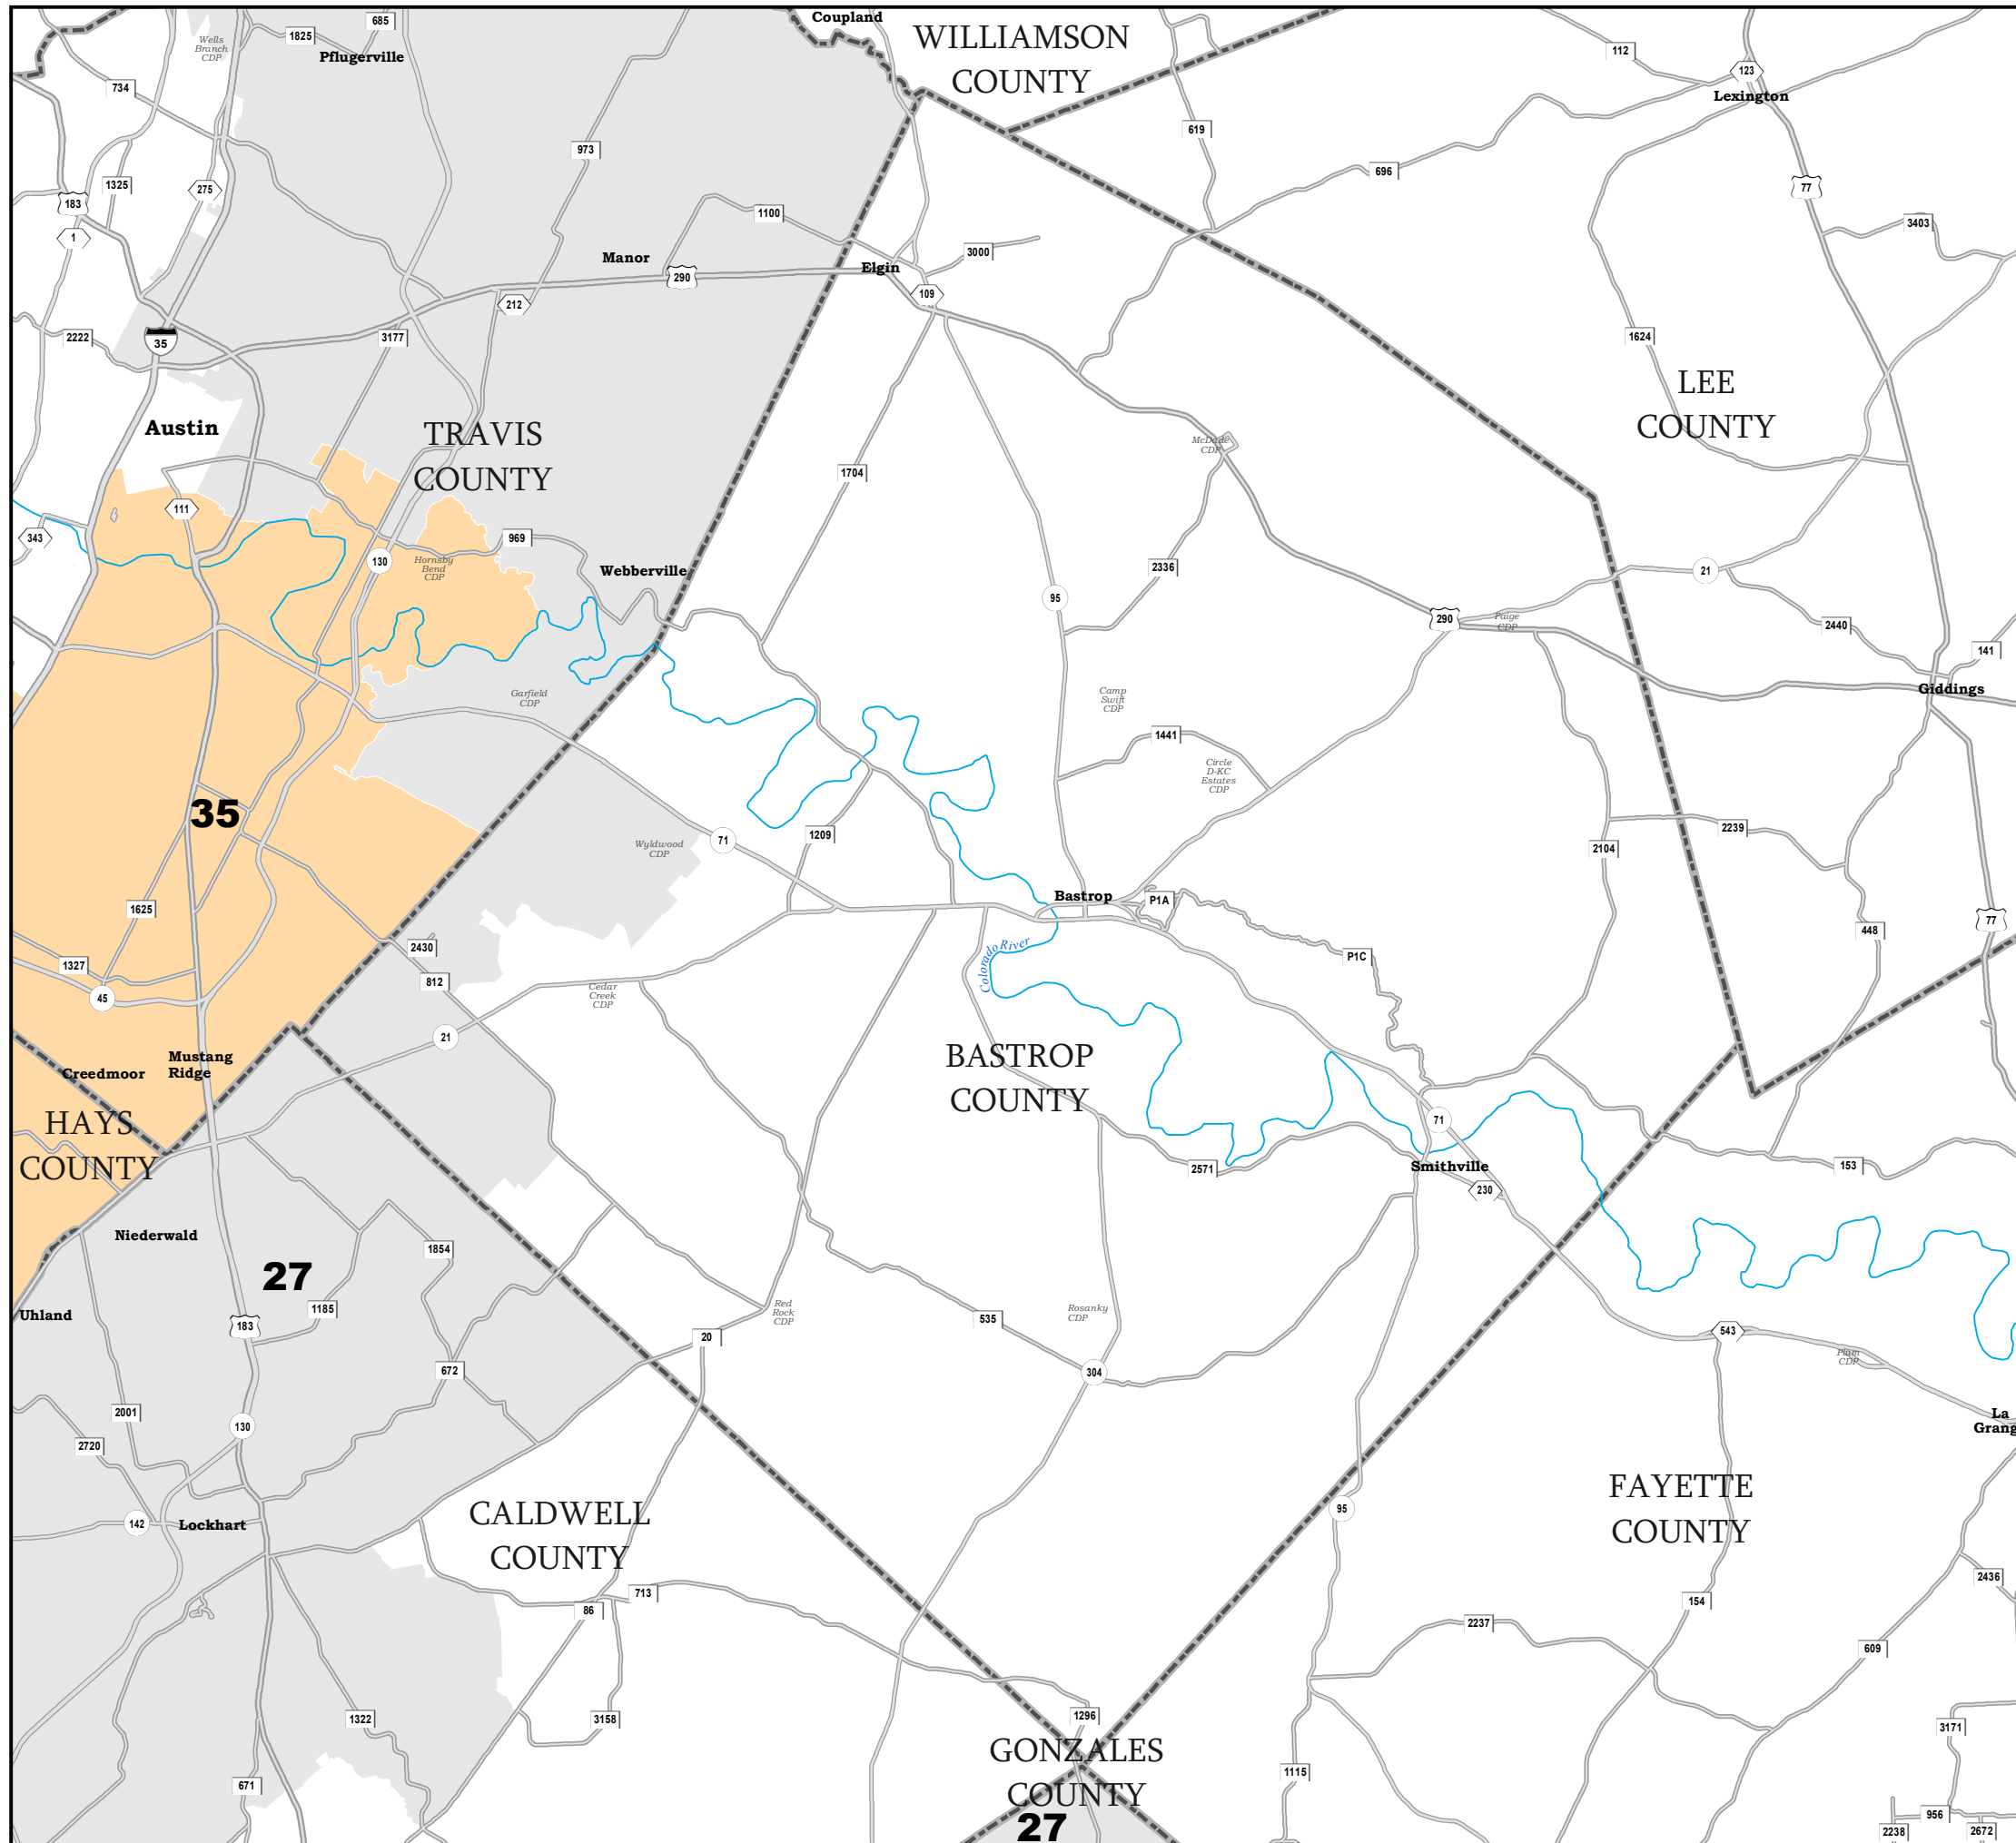 Coupland
WILLIAMSON
COUNTY
685
1825
Wells
Branch
CDP
Pflugerville
112
123
Lexington
734
619
973
696
1325
275
183
77
1
1100
3403
3000
Manor
290
Elgin
109
212
2222
35
3177
1624
LEE
COUNTY
Austin
TRAVIS
COUNTY
McDade
CDP
1704
111
343
969
130
Hornsby
Bend
CDP
Webberville
2336
21
95
290
Paige
CDP
2440
141
Giddings
Garfield
CDP
Camp
Swift
CDP
1441
Circle
D-KC
Estates
CDP
35
1209
71
Wyldwood
CDP
2239
2104
Bastrop
P1A
1625
77
448
2430
Colorado River
P1C
1327
812
45
Cedar
Creek
CDP
21
BASTROP
COUNTY
Mustang
Ridge
Creedmoor
HAYS
COUNTY
71
2571
Smithville
153
230
Niederwald
1854
27
1185
Uhland
183
Red
Rock
CDP
535
Rosanky
CDP
20
543
Plum
CDP
672
304
2001
130
La
Grang
2720
FAYETTE
COUNTY
95
CALDWELL
COUNTY
142
Lockhart
2436
713
86
154
2237
609
1322
3158
1296
3171
GONZALES
COUNTY
671
1115
27
956
2238
2672